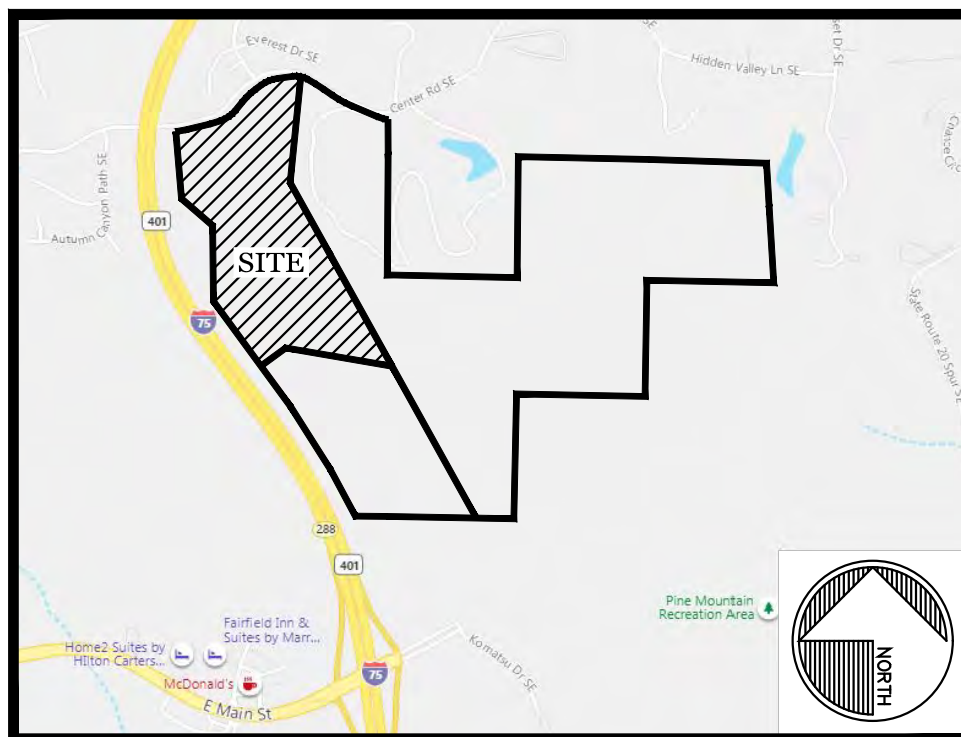 Everest Dr SE
Hidden Valley Ln SE
Center Rd SE
Autumn Canyon Path SE
401
Autumn Canyon
SITE
75
State Route 20 Spur SE
288
401
Pine Mountain
Recreation Area
Fairfield Inn &
Suites by Marr...
Home2 Suites by
Hilton Carters...
McDonald's
E Main St
75
Komatsu Dr SE
NORTH